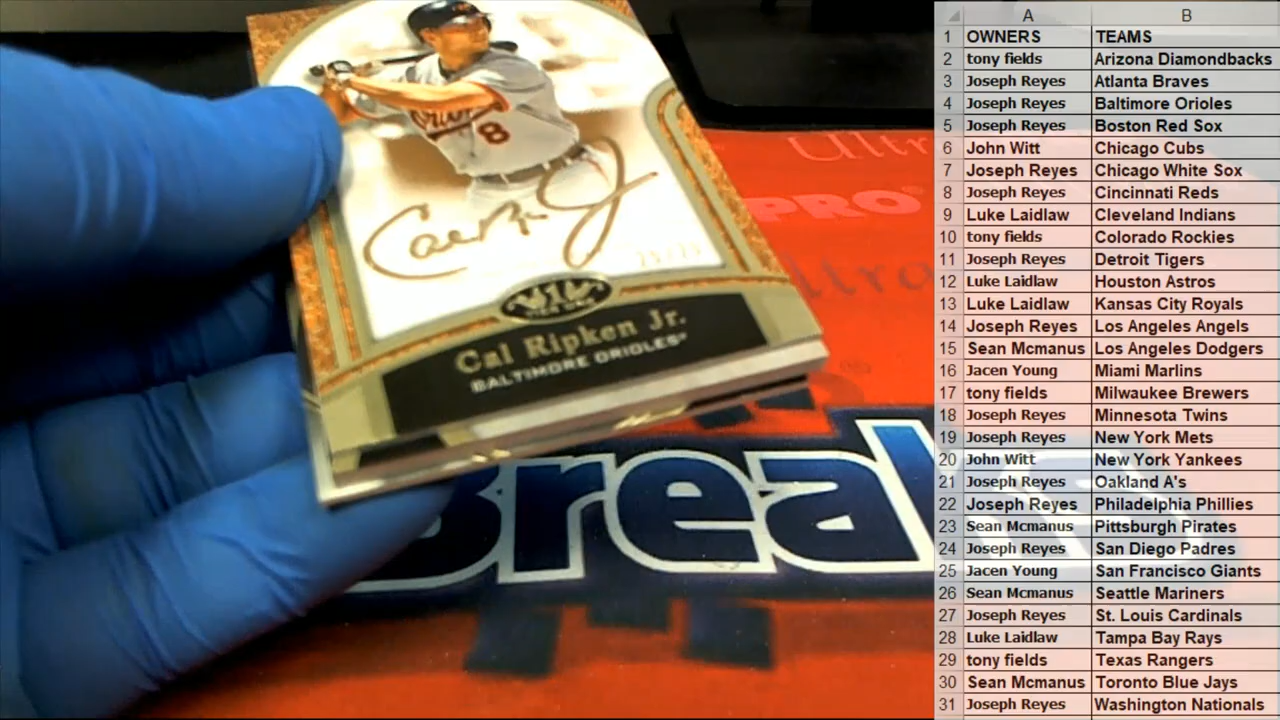 Orioles
8
Cal Ripken Jr.
BALTIMORE ORIOLES
TIER ONE
Ultra
PRO
Brea
A B
1 OWNERS TEAMS
2 tony fields Arizona Diamondbacks
3 Joseph Reyes Atlanta Braves
4 Joseph Reyes Baltimore Orioles
5 Joseph Reyes Boston Red Sox
6 John Witt Chicago Cubs
7 Joseph Reyes Chicago White Sox
8 Joseph Reyes Cincinnati Reds
9 Luke Laidlaw Cleveland Indians
10 tony fields Colorado Rockies
11 Joseph Reyes Detroit Tigers
12 Luke Laidlaw Houston Astros
13 Luke Laidlaw Kansas City Royals
14 Joseph Reyes Los Angeles Angels
15 Sean Mcmanus Los Angeles Dodgers
16 Jacen Young Miami Marlins
17 tony fields Milwaukee Brewers
18 Joseph Reyes Minnesota Twins
19 Joseph Reyes New York Mets
20 John Witt New York Yankees
21 Joseph Reyes Oakland A's
22 Joseph Reyes Philadelphia Phillies
23 Sean Mcmanus Pittsburgh Pirates
24 Joseph Reyes San Diego Padres
25 Jacen Young San Francisco Giants
26 Sean Mcmanus Seattle Mariners
27 Joseph Reyes St. Louis Cardinals
28 Luke Laidlaw Tampa Bay Rays
29 tony fields Texas Rangers
30 Sean Mcmanus Toronto Blue Jays
31 Joseph Reyes Washington Nationals